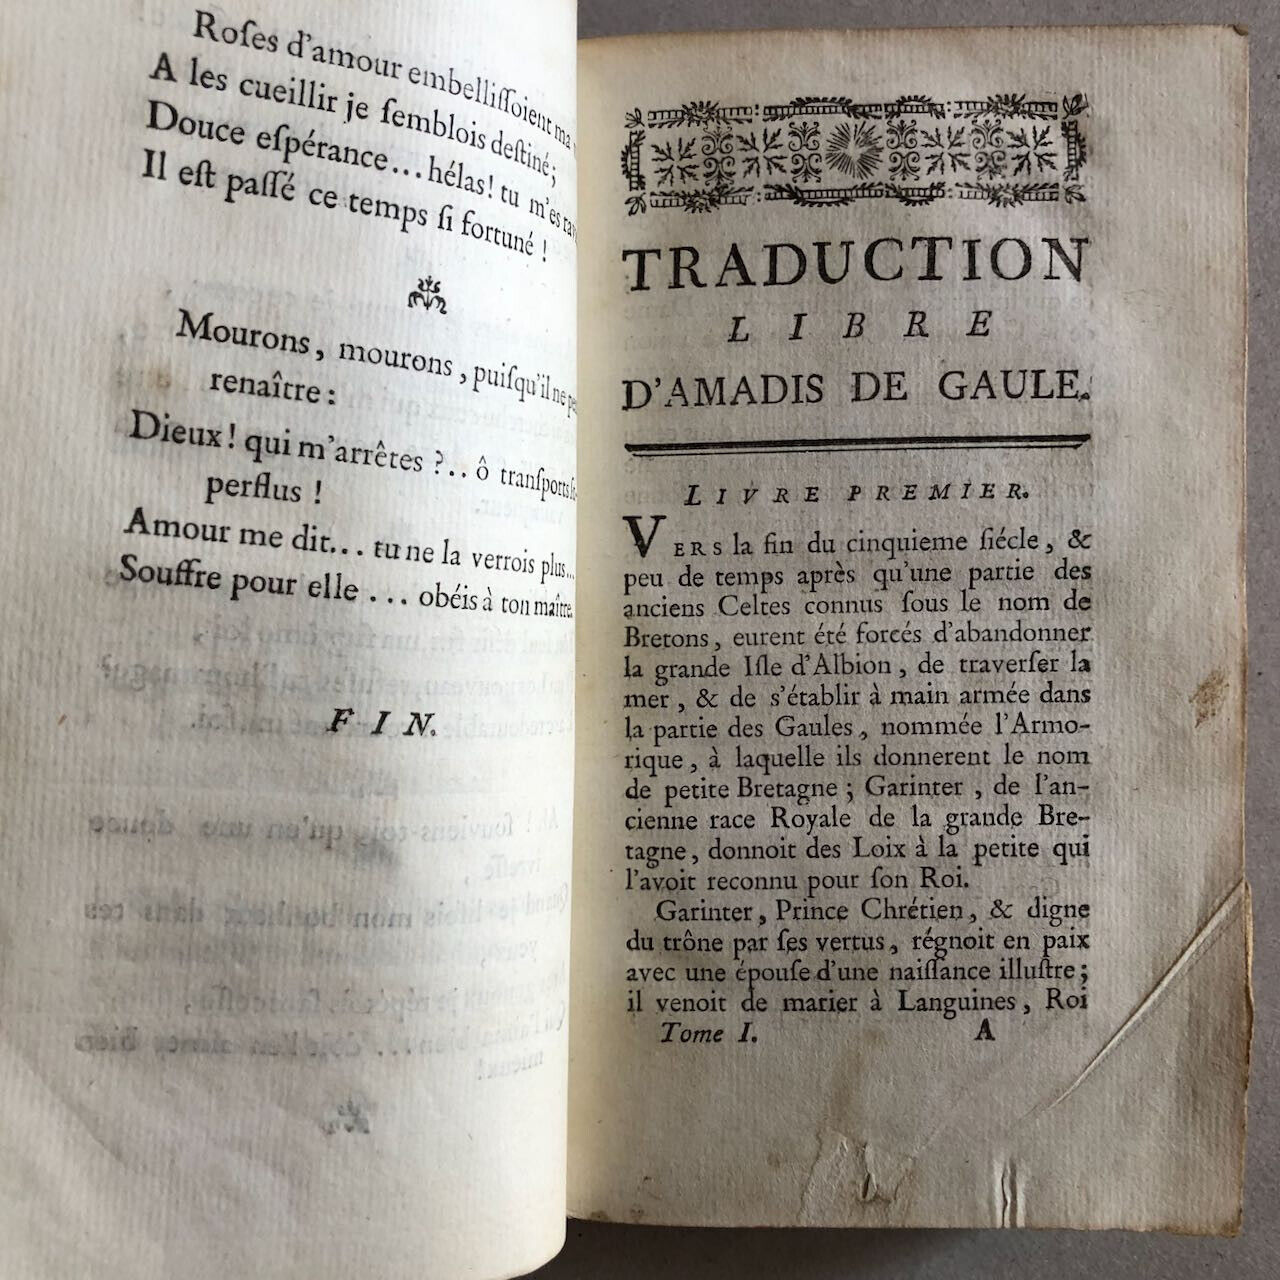 Roſes d'amour embelliſſoient ma
A les cueillir je ſemblois deſtiné;
Douce eſpérance... hélas! tu m'es
Il eſt paſſé ce temps ſi fortuné!
Mourons, mourons, puiſqu'il ne
renaître:
Dieux! qui m'arrêtes?.. ô tranſports
perflus!
Amour me dit... tu ne la verrois plus...
Souffre pour elle... obéis à ton maître.
FIN.
TRADUCTION
LIBRE
D'AMADIS DE GAULE.
LIVRE PREMIER.
VERS la fin du cinquieme ſiécle, &
peu de temps après qu'une partie des
anciens Celtes connus ſous le nom de
Bretons, eurent été forcés d'abandonner
la grande Iſle d'Albion, de traverſer la
mer, & de s'établir à main armée dans
la partie des Gaules, nommée l'Armo-
rique, à laquelle ils donnerent le nom
de petite Bretagne; Garinter, de l'an-
cienne race Royale de la grande Bre-
tagne, donnoit des Loix à la petite qui
l'avoit reconnu pour ſon Roi.
Garinter, Prince Chrétien, & digne
du trône par ſes vertus, régnoit en paix
avec une épouſe d'une naiſſance illuſtre;
il venoit de marier à Languines, Roi
Tome I. A